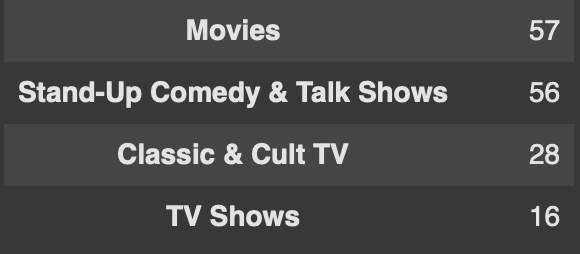 Movies 57
Stand-Up Comedy & Talk Shows 56
Classic & Cult TV 28
TV Shows 16